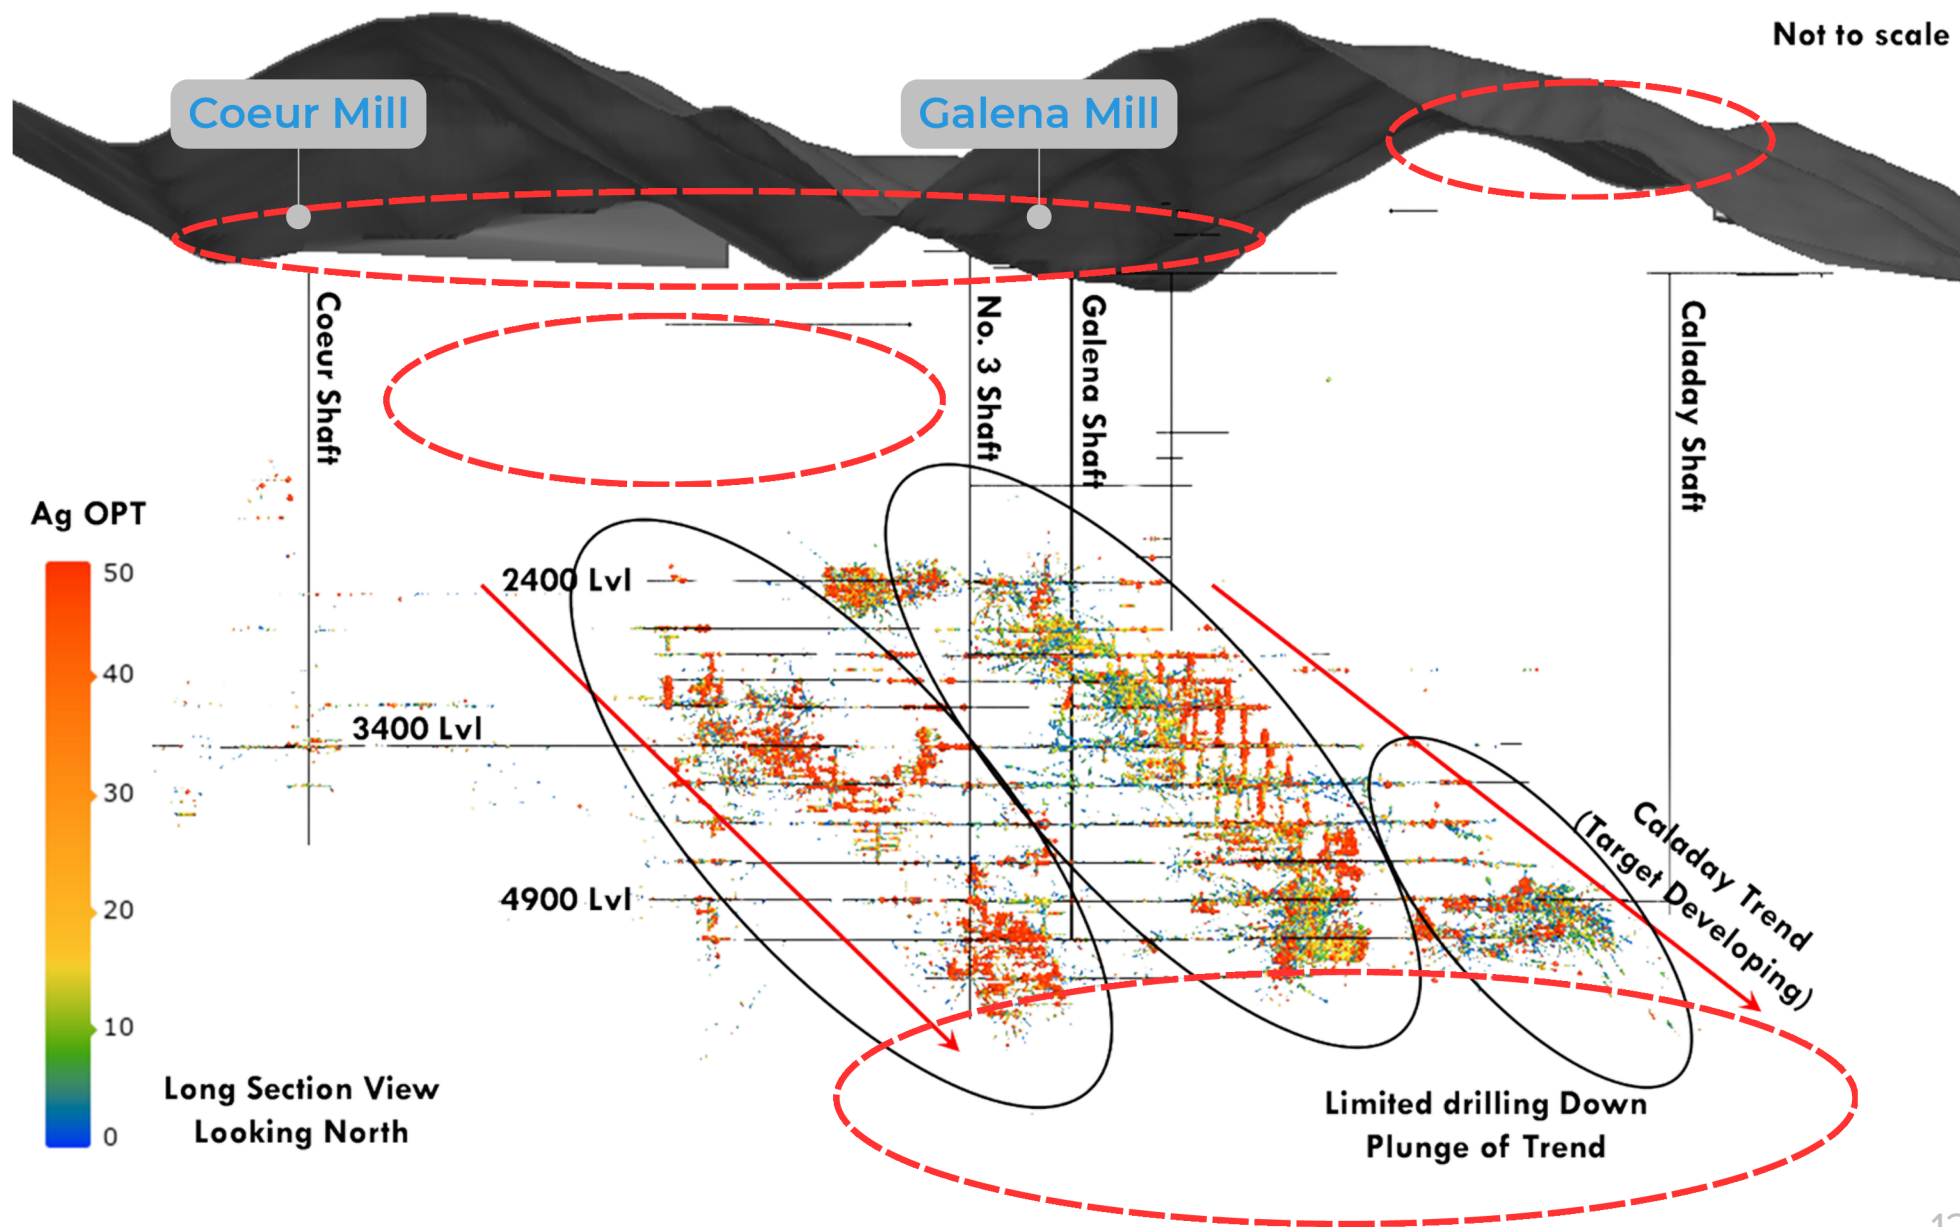 Not to scale
Coeur Mill
Galena Mill
Coeur Shaft
No. 3 Shaft
Galena Shaft
Caladay Shaft
Ag OPT
50
40
30
20
10
0
2400 Lvl
3400 Lvl
4900 Lvl
Caladay Trend
(Target Developing)
Long Section View
Looking North
Limited drilling Down
Plunge of Trend